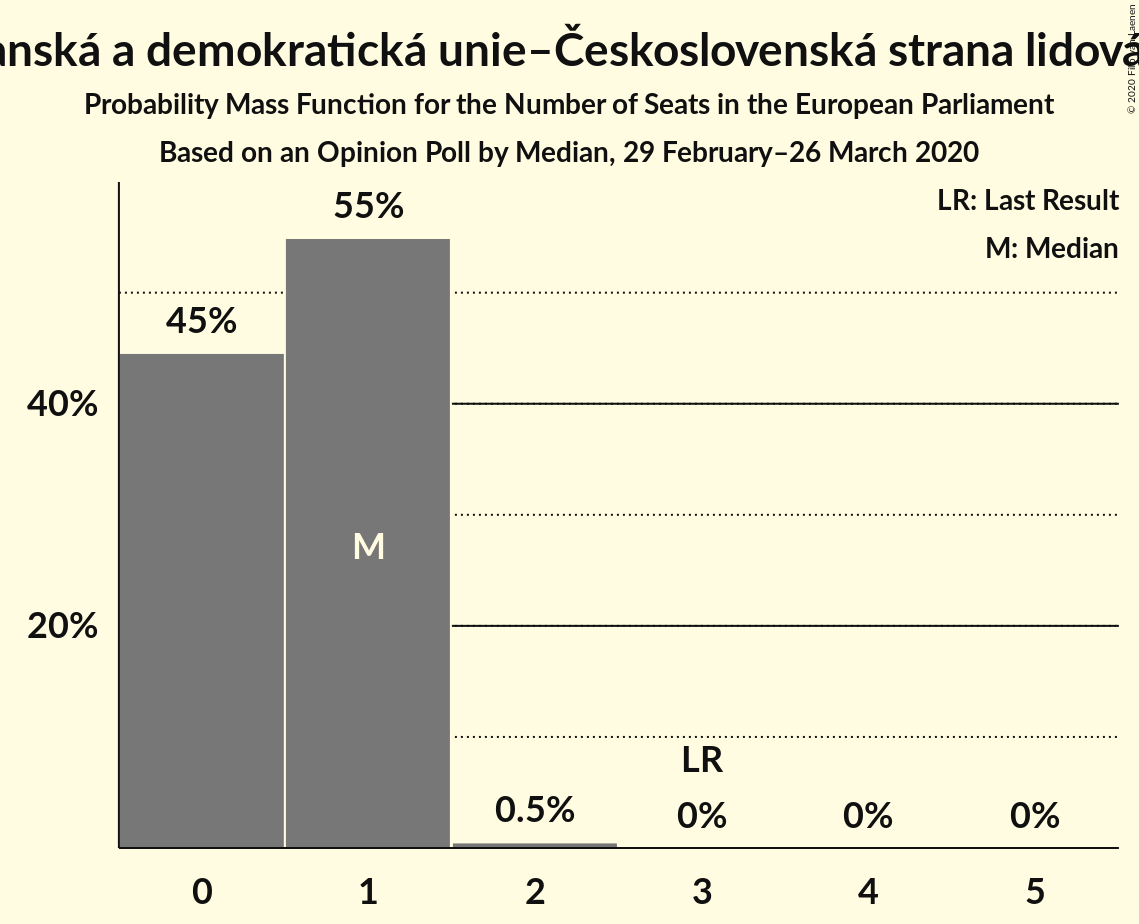 a demokratická unie–Československá strana
Probability Mass Function for the Number of Seats in the European Parliament
Based on an Opinion Poll by Median, 29 February–26 March 2020
LR: Last Result
M: Median
55%
45%
40%
M
20%
LR
0.5%
0%
0%
0%
0
1
2
3
4
5
© 2020